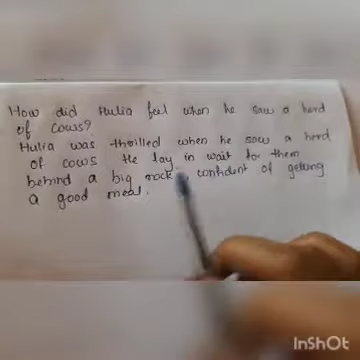 How did Hulia feel when he saw a herd
of cows?
Hulia was thrilled when he saw a herd
of cows He lay in wait for them
behind a big rock confident of getting
a good meal.
InShOt